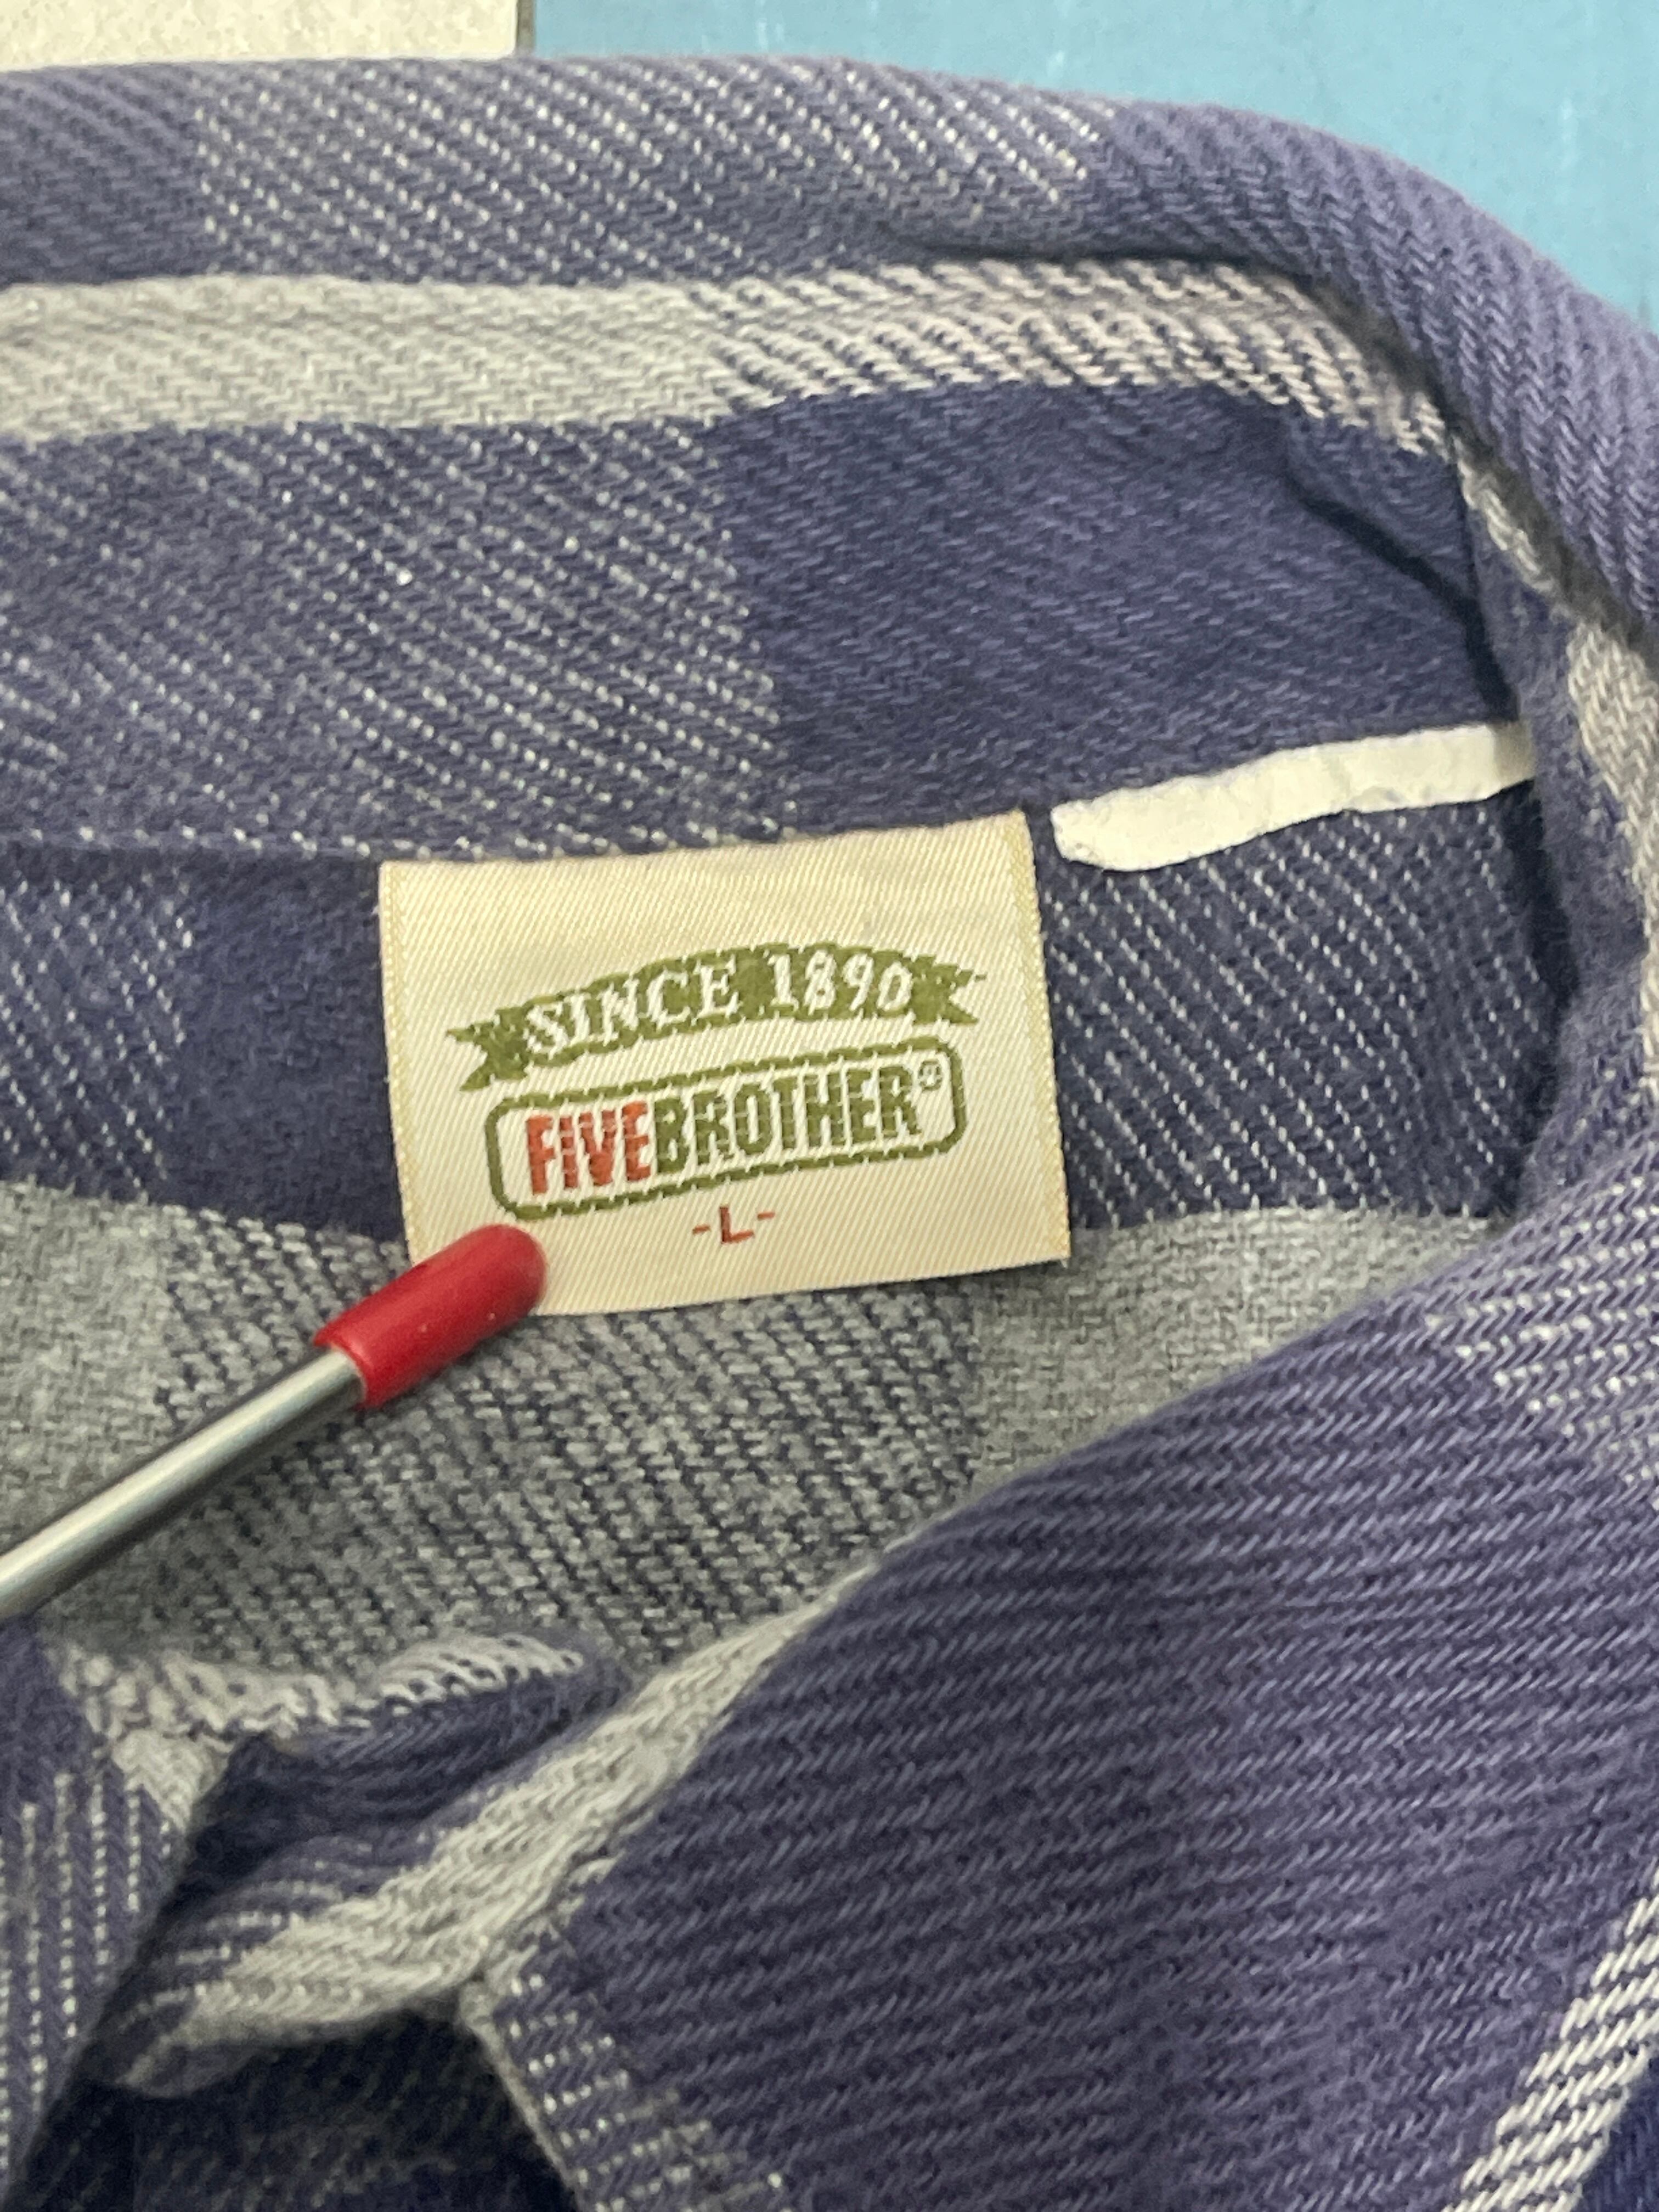 SINCE 1890
FIVEBROTHER®
-L-